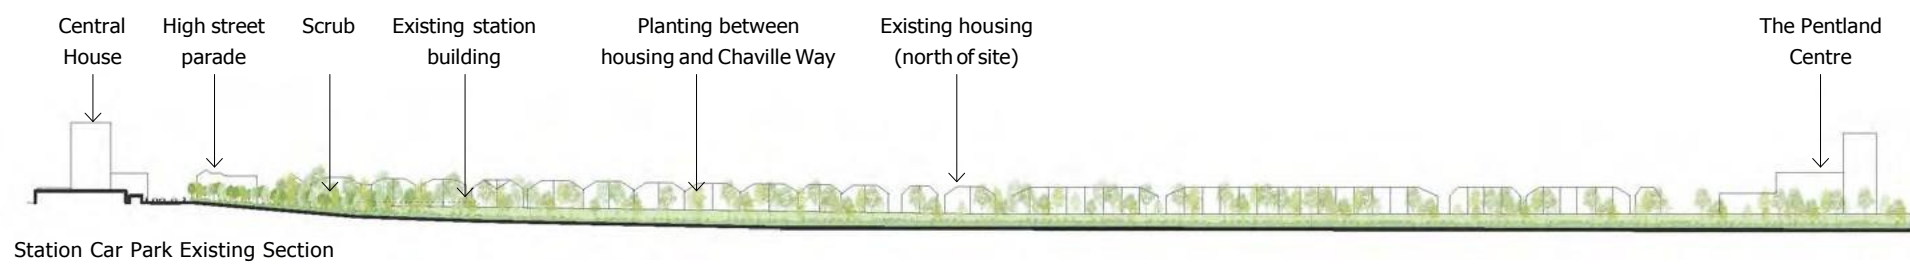 Central
House
High street
parade
Scrub
Existing station
building
Planting between
housing and Chaville Way
Existing housing
(north of site)
The Pentland
Centre
Station Car Park Existing Section